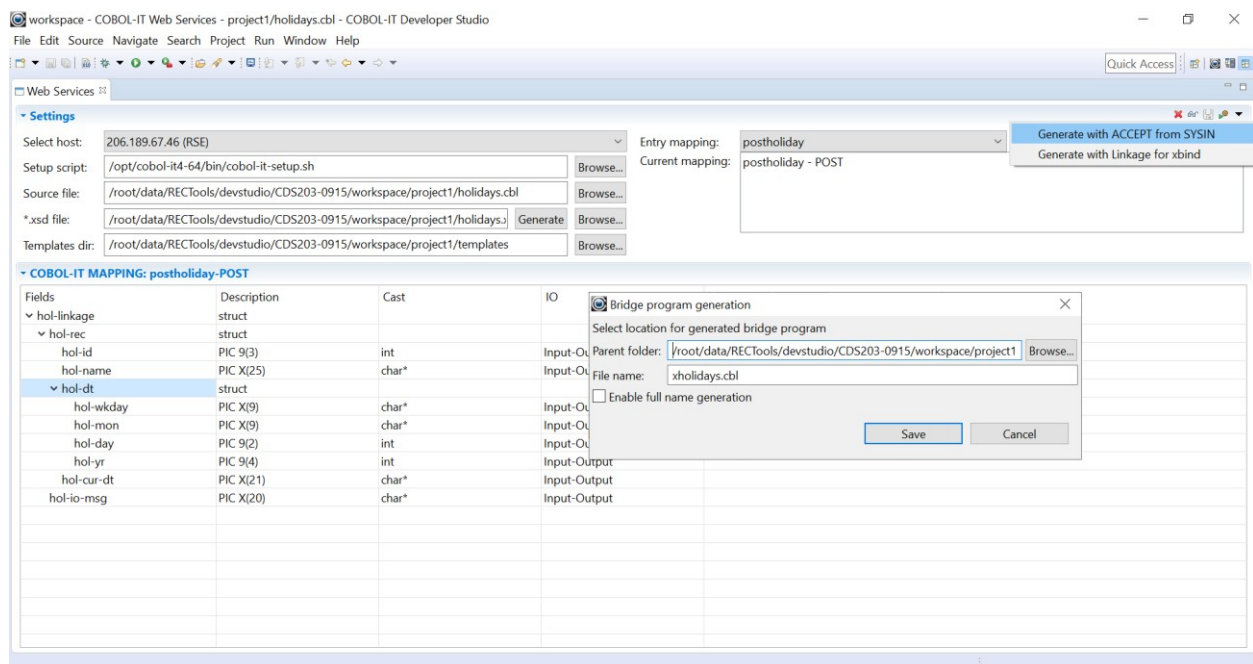 workspace - COBOL-IT Web Services - project1/holidays.cbl - COBOL-IT Developer Studio
File Edit Source Navigate Search Project Run Window Help
Quick Access
Web Services
Settings
Select host: 206.189.67.46 (RSE)
Entry mapping: postholiday
Generate with ACCEPT from SYSIN
Generate with Linkage for xbind
Setup script: /opt/cobol-it4-64/bin/cobol-it-setup.sh Browse...
Current mapping: postholiday - POST
Source file: /root/data/RECTools/devstudio/CDS203-0915/workspace/project1/holidays.cbl Browse...
*.xsd file: /root/data/RECTools/devstudio/CDS203-0915/workspace/project1/holidays. Generate Browse...
Templates dir: /root/data/RECTools/devstudio/CDS203-0915/workspace/project1/templates Browse...
COBOL-IT MAPPING: postholiday-POST
Fields Description Cast IO
hol-linkage struct
hol-rec struct
hol-id PIC 9(3) int Input-Ou
hol-name PIC X(25) char* Input-Ou
hol-dt struct
hol-wkday PIC X(9) char* Input-Ou
hol-mon PIC X(9) char* Input-Ou
hol-day PIC 9(2) int Input-Ou
hol-yr PIC 9(4) int Input-Output
hol-cur-dt PIC X(21) char* Input-Output
hol-io-msg PIC X(20) char* Input-Output
Bridge program generation
Select location for generated bridge program
Parent folder: /root/data/RECTools/devstudio/CDS203-0915/workspace/project1 Browse...
File name: xholidays.cbl
Enable full name generation
Save Cancel